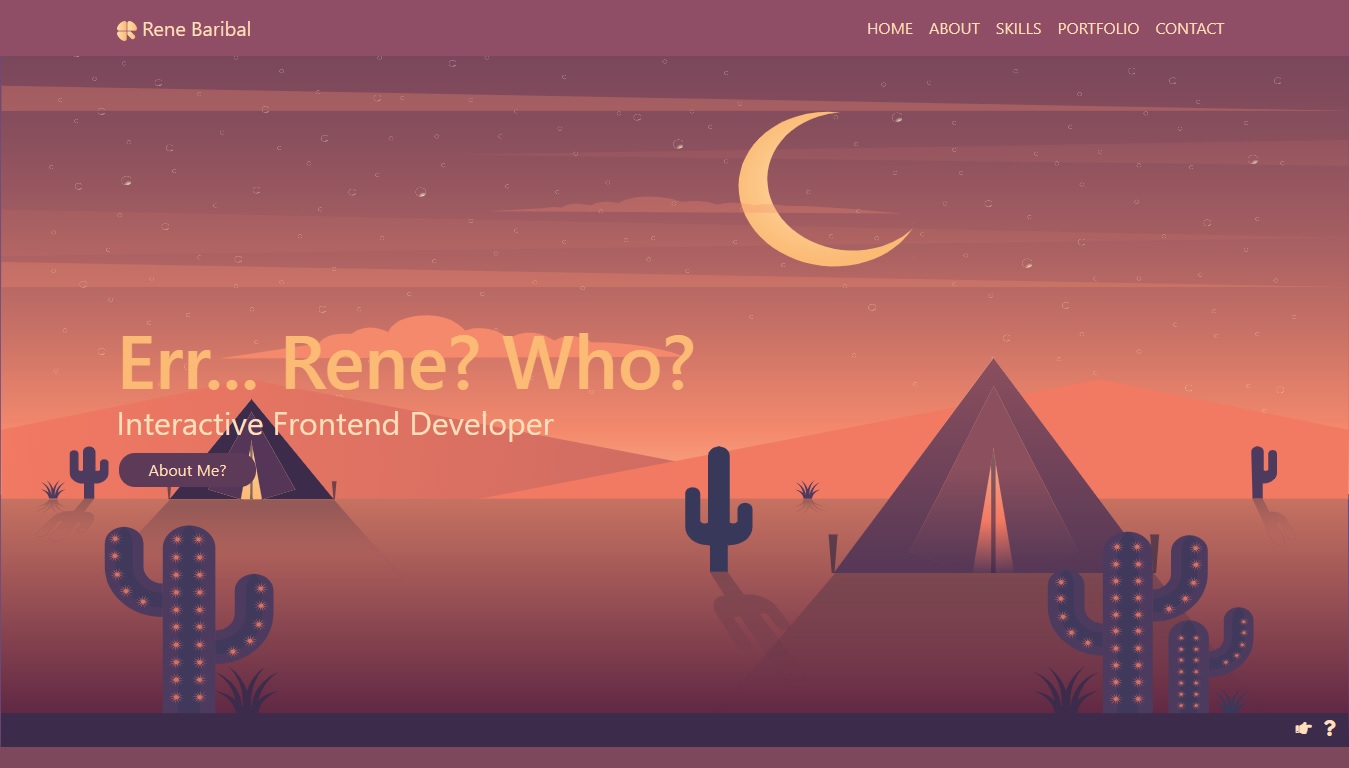 Rene Baribal
HOME ABOUT SKILLS PORTFOLIO CONTACT
Err... Rene? Who?
Interactive Frontend Developer
About Me?
?